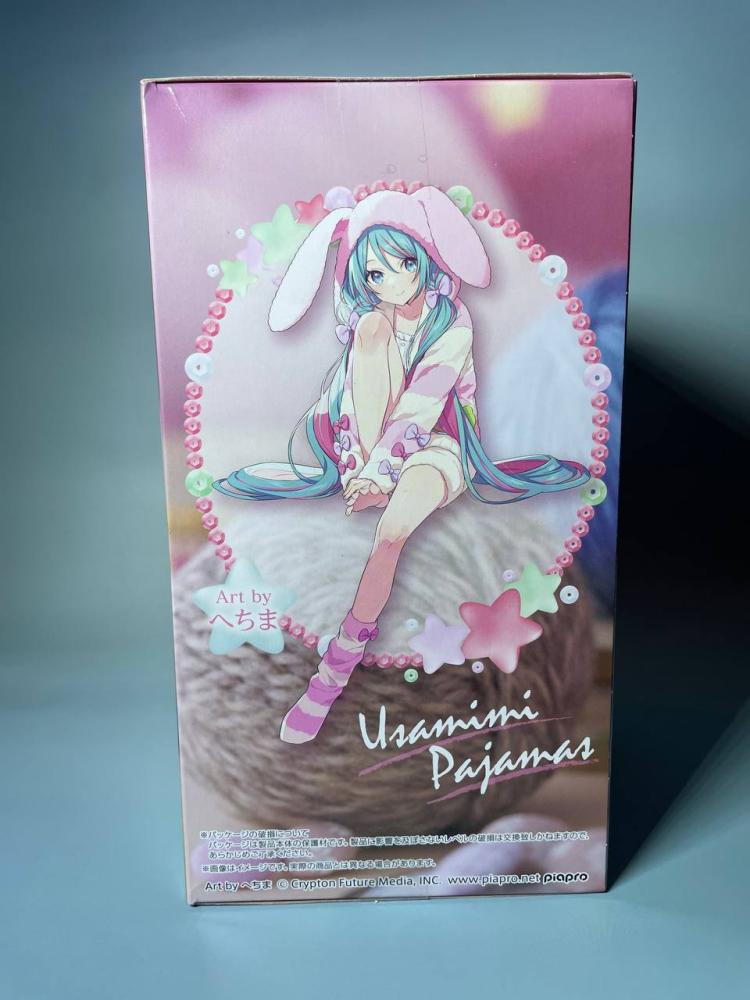 Art by
へちま
Usamimi
Pajamas
※パッケージの破損について
パッケージは製品本体の保護材です。製品に影響を及ぼさないレベルの破損は交換致しかねますので、
あらかじめご了承ください。
※画像はイメージです。実際の商品とは異なる場合があります。
Art by へちま © Crypton Future Media, INC. www.piapro.net piapro